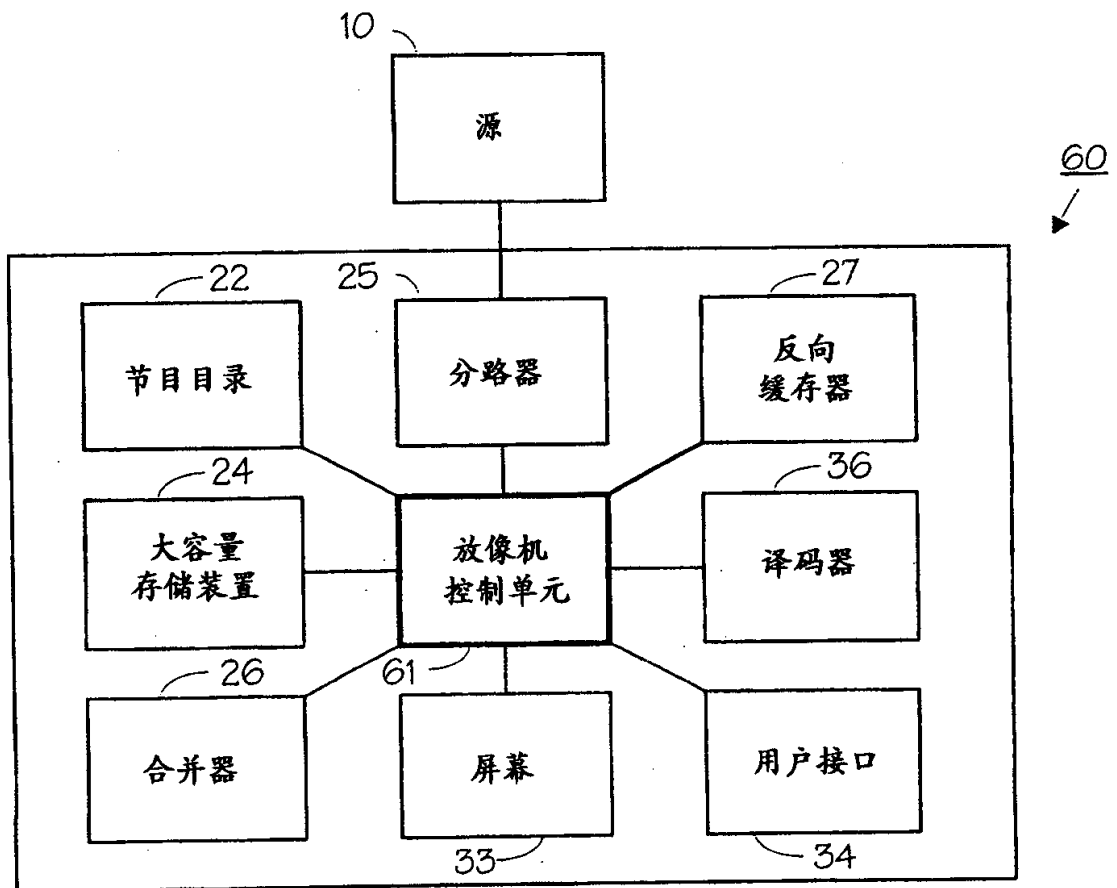 10
源
60
22
25
27
节目目录
分路器
反向
缓存器
24
36
大容量
存储装置
放像机
控制单元
译码器
26
61
合并器
屏幕
用户接口
33
34